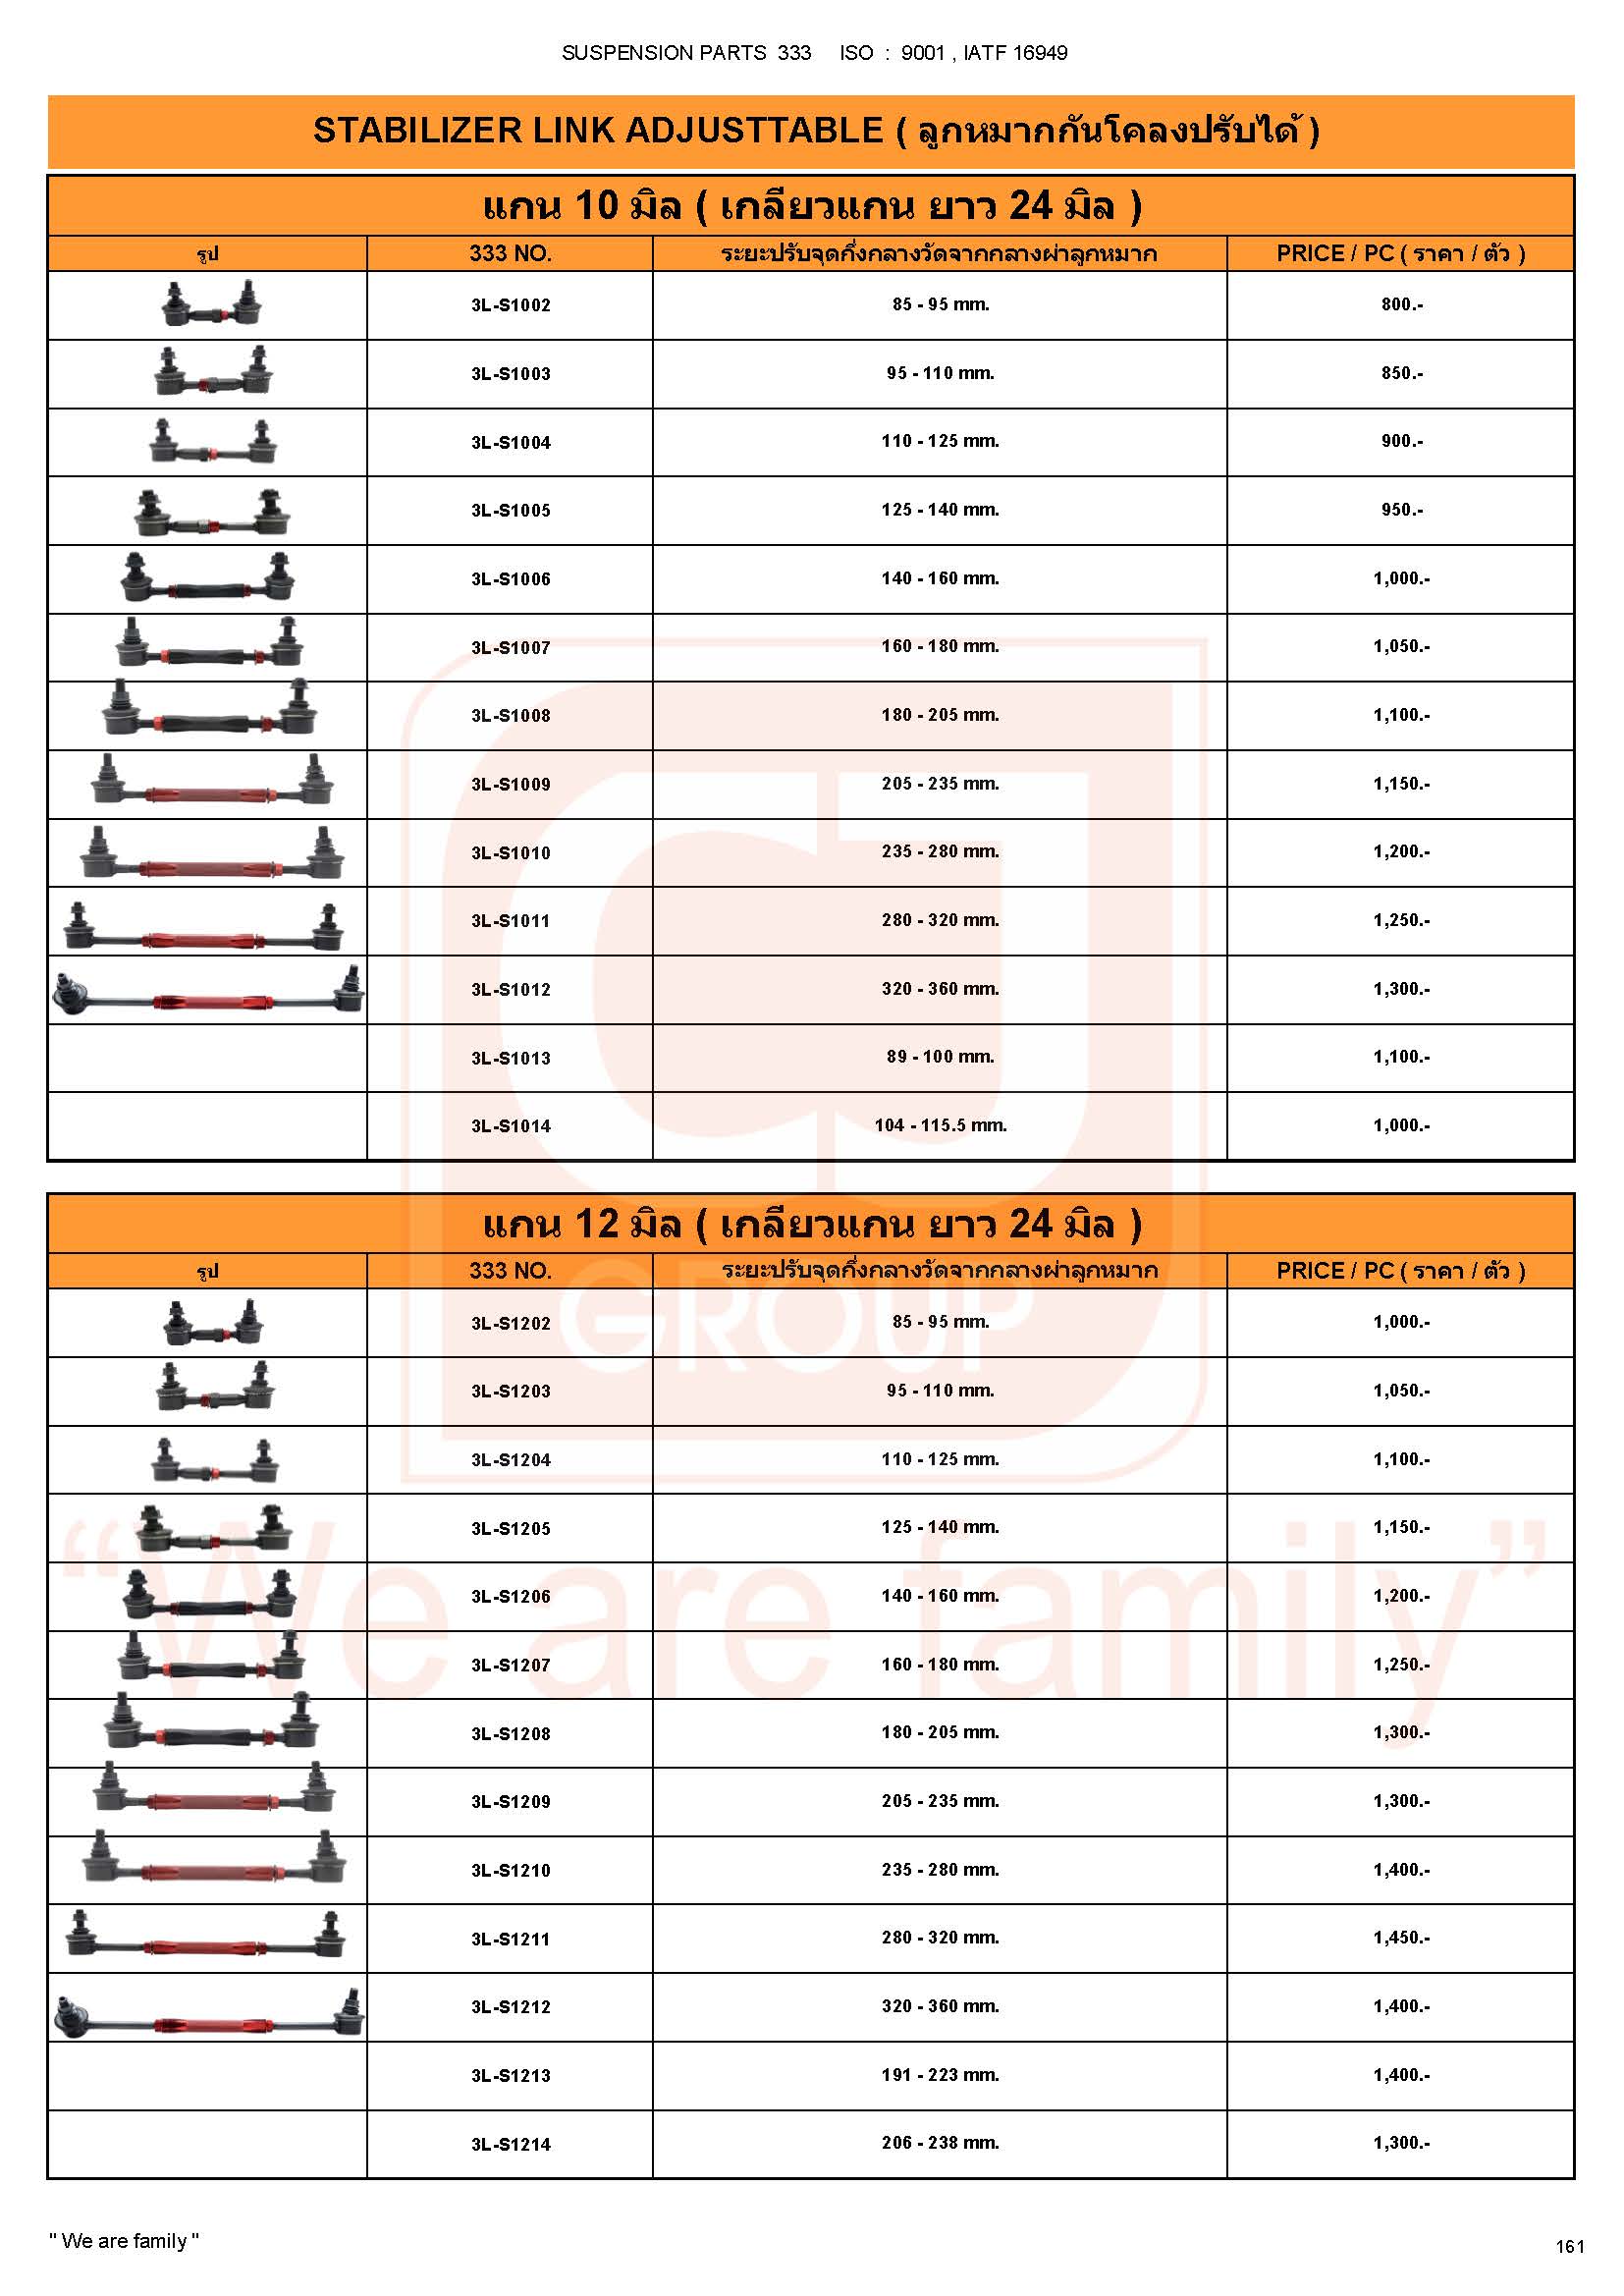 SUSPENSION PARTS 333 ISO : 9001 , IATF 16949
STABILIZER LINK ADJUSTTABLE ( ลูกหมากกันโคลงปรับได้ )
แกน 10 มิล ( เกลียวแกน ยาว 24 มิล )
รูป 333 NO. ระยะปรับจุดกึ่งกลางวัดจากกลางฝาลูกหมาก PRICE / PC ( ราคา / ตัว )
3L-S1002 85 - 95 mm. 800.-
3L-S1003 95 - 110 mm. 850.-
3L-S1004 110 - 125 mm. 900.-
3L-S1005 125 - 140 mm. 950.-
3L-S1006 140 - 160 mm. 1,000.-
3L-S1007 160 - 180 mm. 1,050.-
3L-S1008 180 - 205 mm. 1,100.-
3L-S1009 205 - 235 mm. 1,150.-
3L-S1010 235 - 280 mm. 1,200.-
3L-S1011 280 - 320 mm. 1,250.-
3L-S1012 320 - 360 mm. 1,300.-
3L-S1013 89 - 100 mm. 1,100.-
3L-S1014 104 - 115.5 mm. 1,000.-
แกน 12 มิล ( เกลียวแกน ยาว 24 มิล )
รูป 333 NO. ระยะปรับจุดกึ่งกลางวัดจากกลางฝาลูกหมาก PRICE / PC ( ราคา / ตัว )
3L-S1202 85 - 95 mm. 1,000.-
GROUP
3L-S1203 95 - 110 mm. 1,050.-
3L-S1204 110 - 125 mm. 1,100.-
3L-S1205 125 - 140 mm. 1,150.-
"We are family"
3L-S1206 140 - 160 mm. 1,200.-
3L-S1207 160 - 180 mm. 1,250.-
3L-S1208 180 - 205 mm. 1,300.-
3L-S1209 205 - 235 mm. 1,300.-
3L-S1210 235 - 280 mm. 1,400.-
3L-S1211 280 - 320 mm. 1,450.-
3L-S1212 320 - 360 mm. 1,400.-
3L-S1213 191 - 223 mm. 1,400.-
3L-S1214 206 - 238 mm. 1,300.-
" We are family "
161